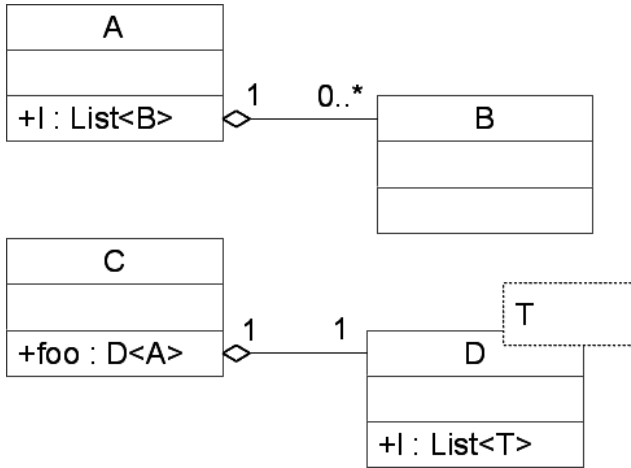 A
+l : List<B>
1
0..*
B
C
+foo : D<A>
1
1
T
D
+l : List<T>